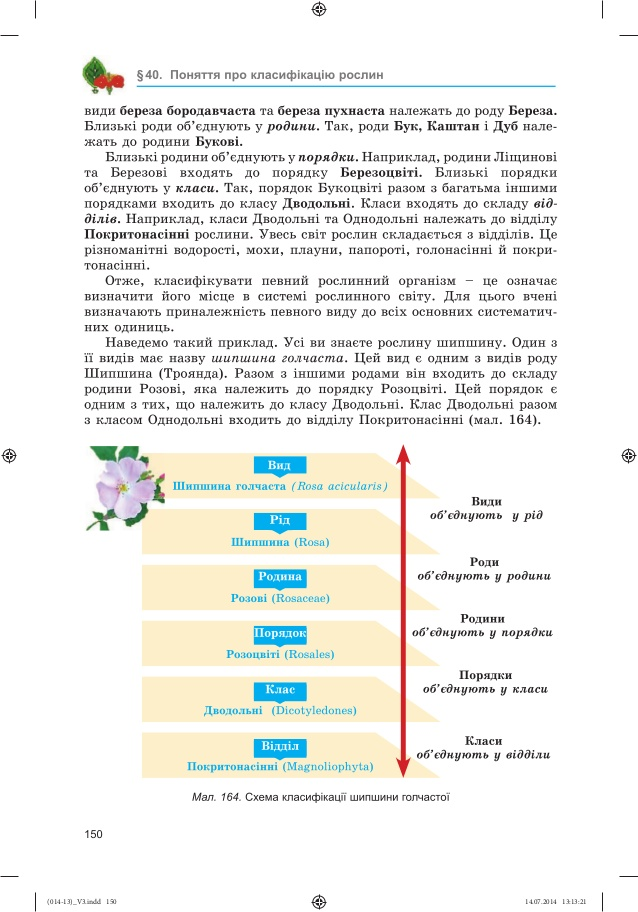 § 40. Поняття про класифікацію рослин
види береза бородавчаста та береза пухнаста належать до роду Береза.
Близькі роди об’єднують у родини. Так, роди Бук, Каштан і Дуб нале-
жать до родини Букові.
Близькі родини об’єднують у порядки. Наприклад, родини Ліщинові
та Березові входять до порядку Березоцвіті. Близькі порядки
об’єднують у класи. Так, порядок Букоцвіті разом з багатьма іншими
порядками входить до класу Дводольні. Класи входять до складу від-
ділів. Наприклад, класи Дводольні та Однодольні належать до відділу
Покритонасінні рослини. Увесь світ рослин складається з відділів. Це
різноманітні водорості, мохи, плауни, папороті, голонасінні й покри-
тонасінні.
Отже, класифікувати певний рослинний організм – це означає
визначити його місце в системі рослинного світу. Для цього вчені
визначають приналежність певного виду до всіх основних систематич-
них одиниць.
Наведемо такий приклад. Усі ви знаєте рослину шипшину. Один з
її видів має назву шипшина голчаста. Цей вид є одним з видів роду
Шипшина (Троянда). Разом з іншими родами він входить до складу
родини Розові, яка належить до порядку Розоцвіті. Цей порядок є
одним з тих, що належить до класу Дводольні. Клас Дводольні разом
з класом Однодольні входить до відділу Покритонасінні (мал. 164).
Вид
Шипшина голчаста (Rosa acicularis)
Види
об’єднують у рід
Рід
Шипшина (Rosa)
Роди
об’єднують у родини
Родина
Розові (Rosaceae)
Родини
об’єднують у порядки
Порядок
Розоцвіті (Rosales)
Порядки
об’єднують у класи
Клас
Дводольні (Dicotyledones)
Класи
об’єднують у відділи
Відділ
Покритонасінні (Magnoliophyta)
Мал. 164. Схема класифікації шипшини голчастої
150
(014-13)_V3.indd 150
14.07.2014 13:13:21